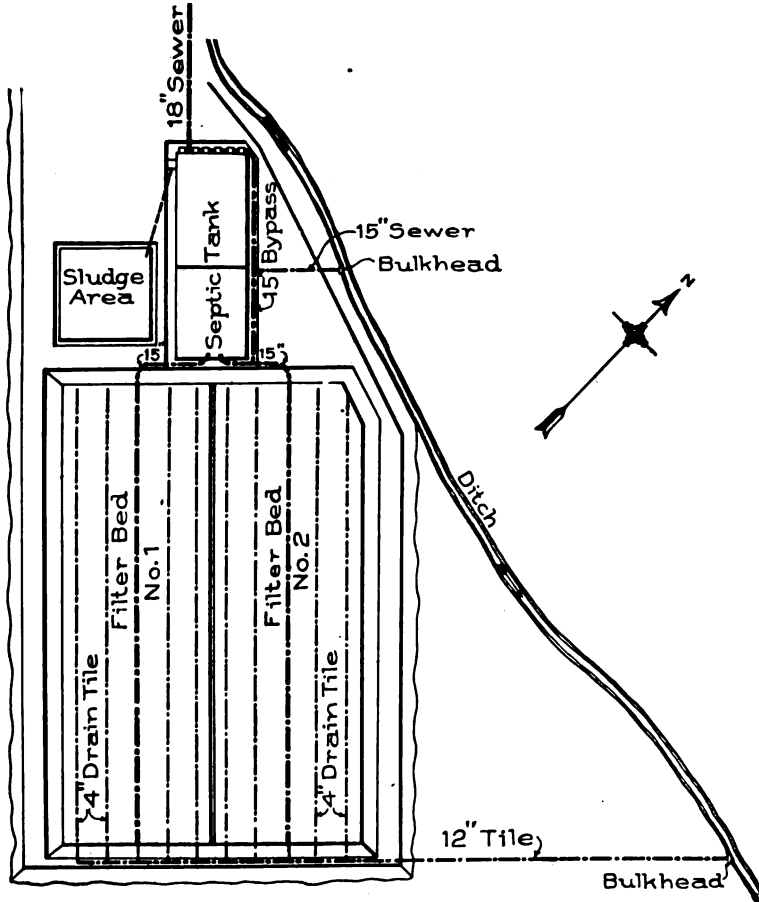 18" Sewer
Septic Tank
15" Bypass
15" Sewer
Bulkhead
Sludge
Area
N
15"
15"
Ditch
Filter Bed
No.1
Filter Bed
No.2
4" Drain Tile
4" Drain Tile
12" Tile
Bulkhead